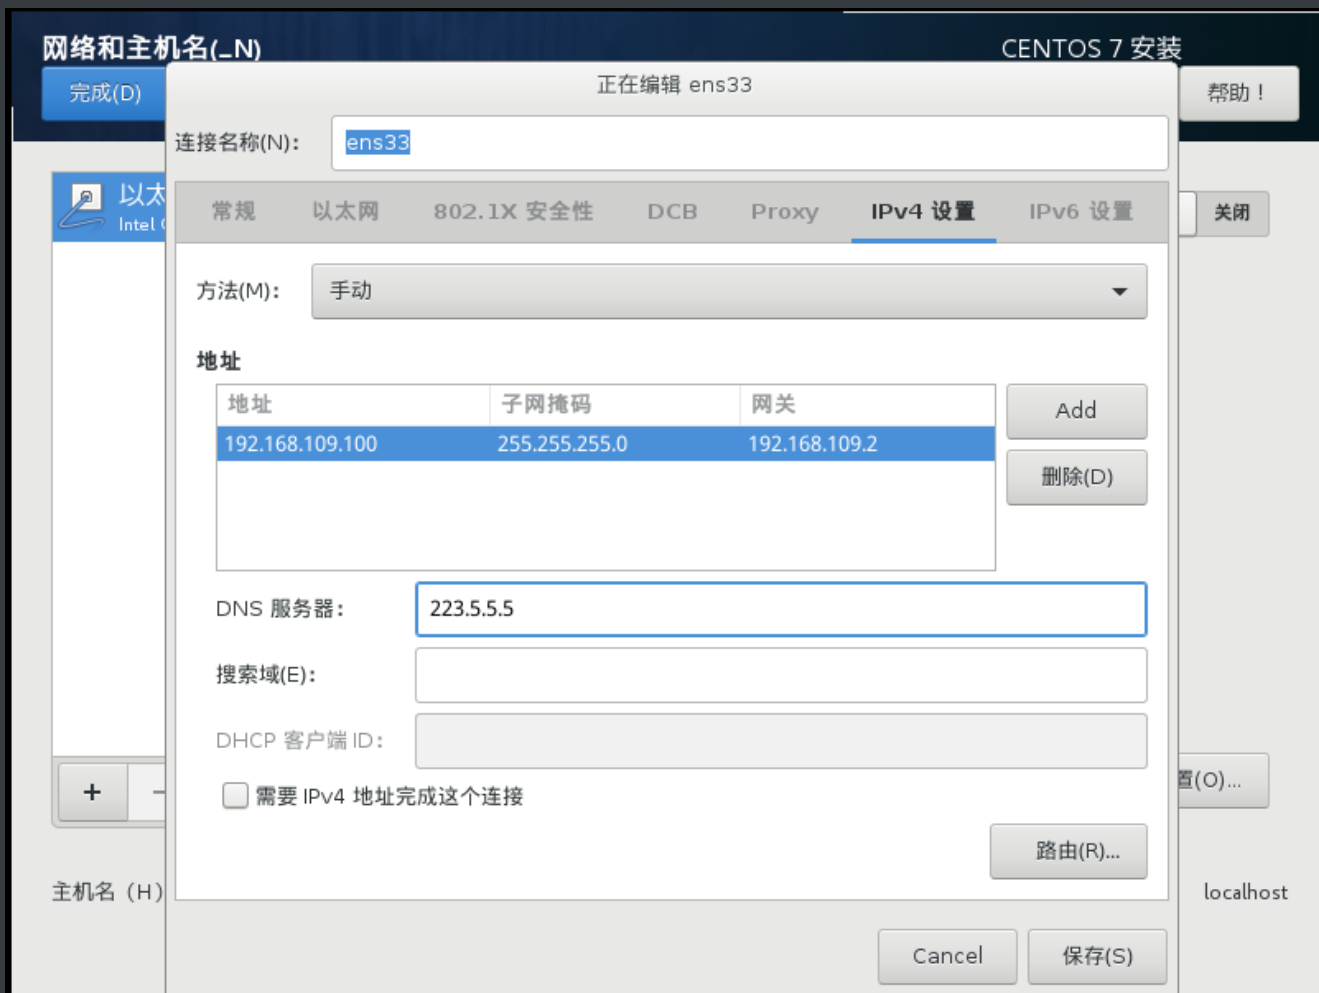 网络和主机名(_N)
CENTOS 7 安装
完成(D)
正在编辑 ens33
帮助！
连接名称(N)：
ens33
以太
Intel
常规
以太网
802.1X 安全性
DCB
Proxy
IPv4 设置
IPv6 设置
关闭
方法(M)：
手动
地址
地址
子网掩码
网关
Add
192.168.109.100
255.255.255.0
192.168.109.2
删除(D)
DNS 服务器：
223.5.5.5
搜索域(E)：
DHCP 客户端 ID：
+
−
需要 IPv4 地址完成这个连接
置(O)...
路由(R)...
主机名（H）
localhost
Cancel
保存(S)